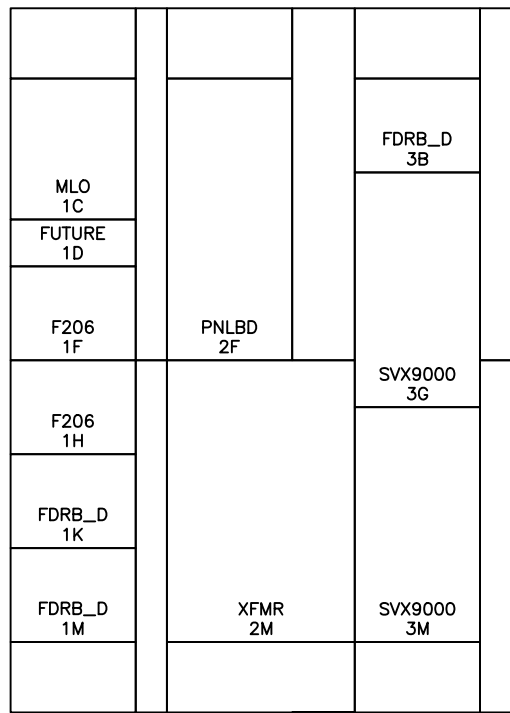 MLO
1C
FUTURE
1D
F206
1F
F206
1H
FDRB_D
1K
FDRB_D
1M
PNLBD
2F
XFMR
2M
FDRB_D
3B
SVX9000
3G
SVX9000
3M